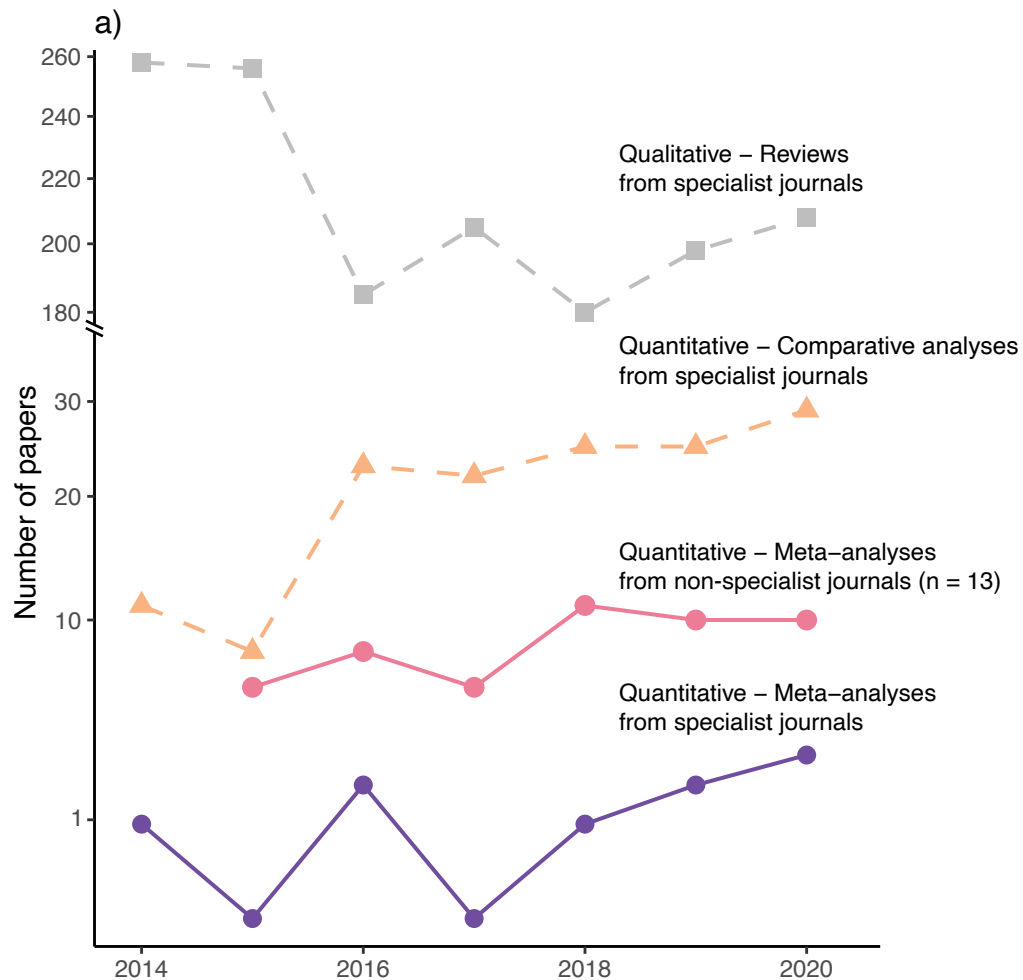 a)
260
240
220
200
180
30
20
10
1
Number of papers
Qualitative – Reviews
from specialist journals
Quantitative – Comparative analyses
from specialist journals
Quantitative – Meta−analyses
from non−specialist journals (n = 13)
Quantitative – Meta−analyses
from specialist journals
2014
2016
2018
2020